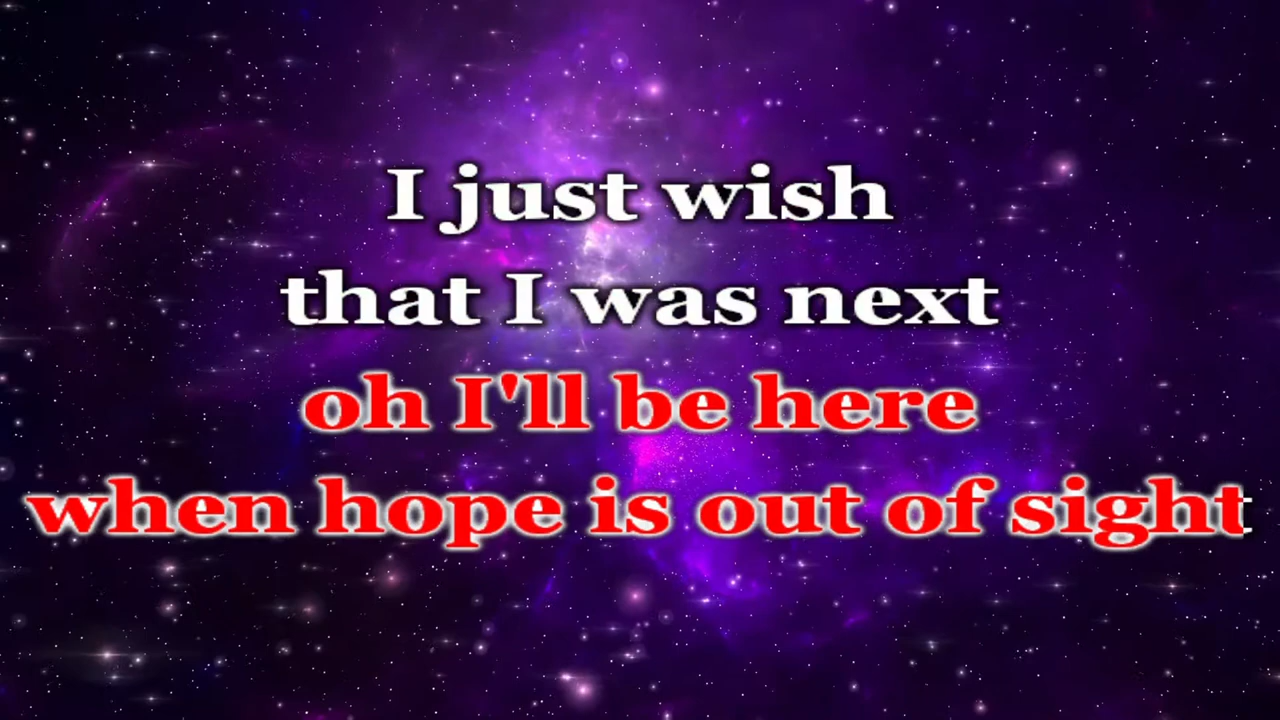 I just wish
that I was next
oh I'll be here
when hope is out of sight